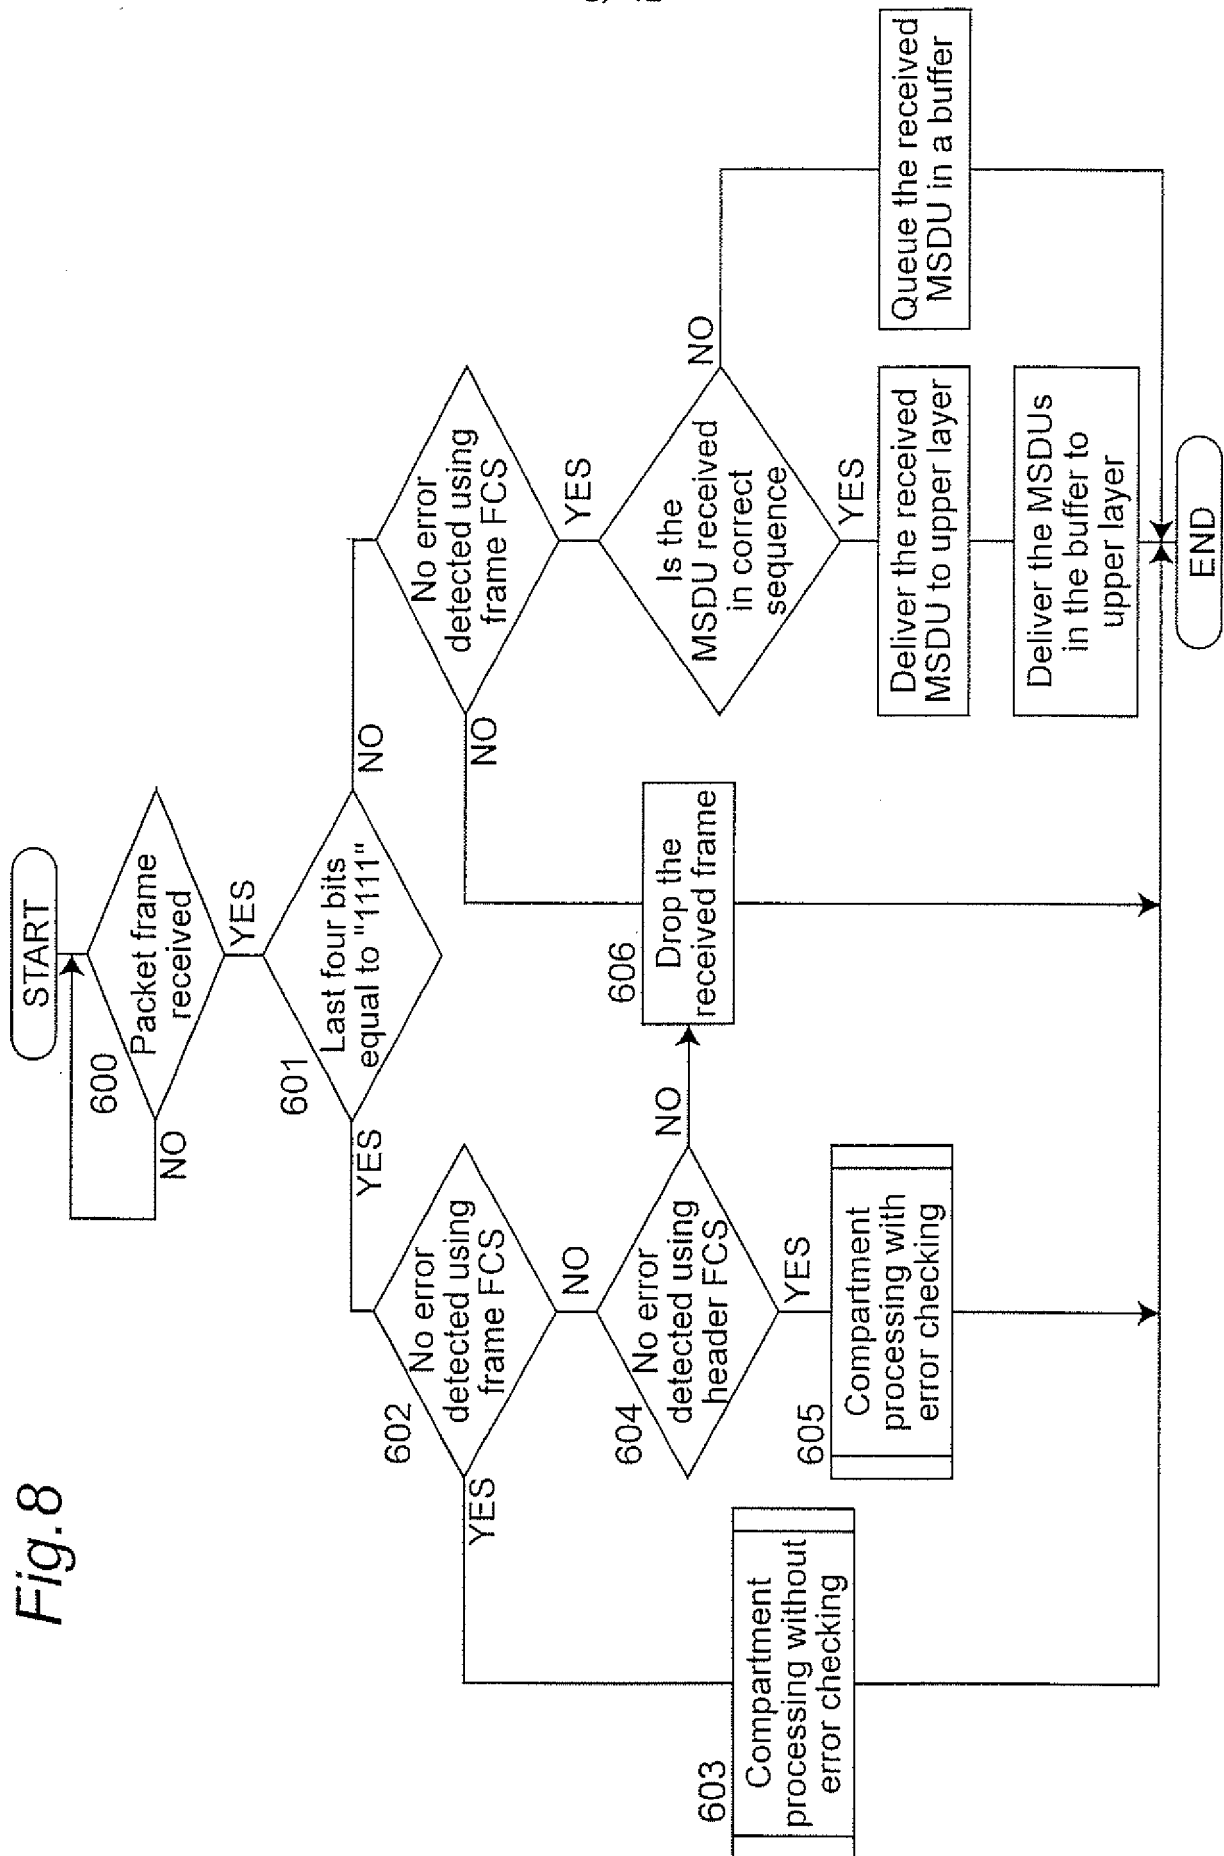 Fig.8
START
600
Packet frame
received
NO
YES
601
Last four bits
equal to "1111"
YES
NO
602
No error
detected using
frame FCS
YES
NO
No error
detected using
frame FCS
NO
YES
604
No error
detected using
header FCS
NO
YES
606
Drop the
received frame
Is the
MSDU received
in correct
sequence
NO
YES
603
Compartment
processing without
error checking
605
Compartment
processing with
error checking
Deliver the received
MSDU to upper layer
Queue the received
MSDU in a buffer
Deliver the MSDUs
in the buffer to
upper layer
END